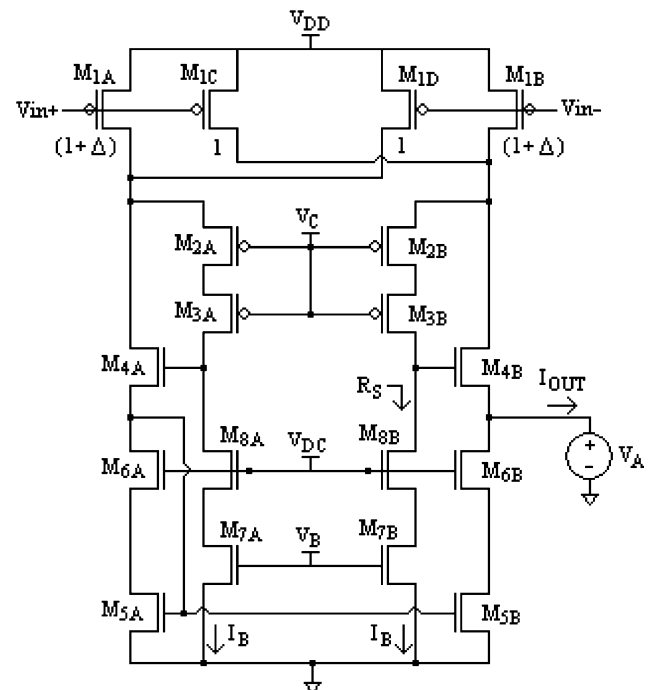 VDD
M1A M1C M1D M1B
Vin+ Vin-
(1+Δ) 1 1 (1+Δ)
VC
M2A M2B
M3A M3B
M4A M4B
RS IOUT
M8A VDC M8B
M6A M6B VA
+
-
M7A VB M7B
M5A M5B
IB IB